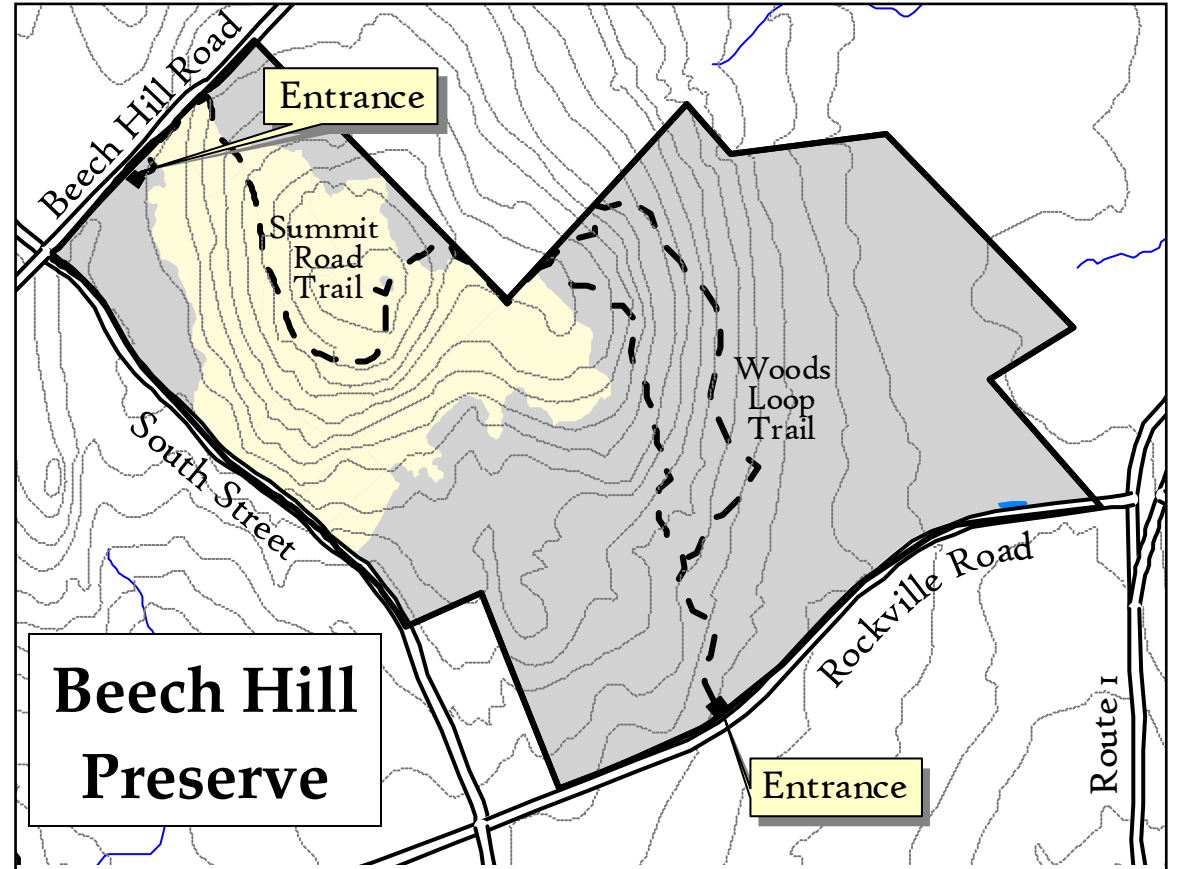 Beech Hill Road
Entrance
Summit
Road
Trail
Woods
Loop
Trail
South Street
Rockville Road
Beech Hill
Preserve
Route 1
Entrance